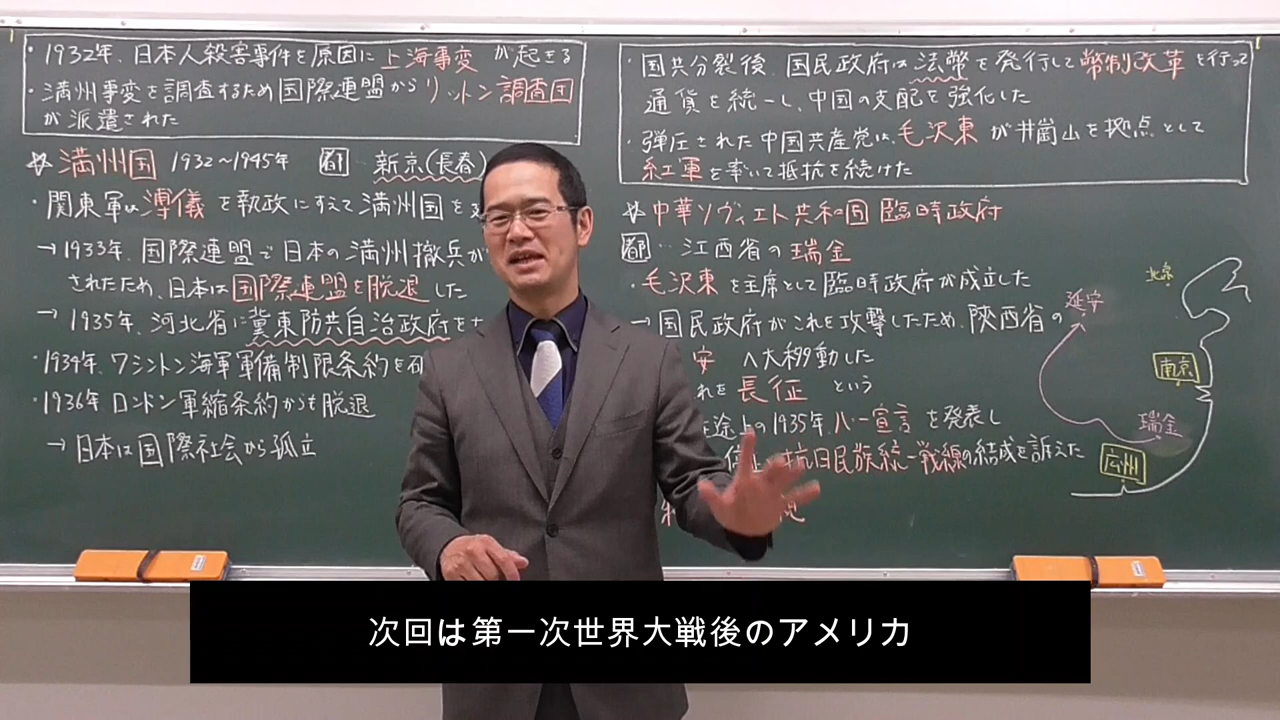 ・1932年、日本人殺害事件を原因に上海事変が起きる
・満州事変を調査するため国際連盟からリットン調査団
が派遣された
満州国 1932～1945年 都 新京(長春)
・関東軍は溥儀を執政にすえて満州国を
→1933年、国際連盟で日本の満州撤兵が
されたため、日本は国際連盟を脱退した
→1935年、河北省に冀東防共自治政府を
・1934年、ワシントン海軍軍備制限条約を
・1936年 ロンドン軍縮条約からも脱退
→日本は国際社会から孤立
・国共分裂後、国民政府は法幣を発行して幣制改革を行って
通貨を統一し、中国の支配を強化した
・弾圧された中国共産党は、毛沢東が井崗山を拠点として
紅軍を率いて抵抗を続けた
中華ソヴィエト共和国臨時政府
都…江西省の瑞金
・毛沢東を主席として臨時政府が成立した
→国民政府がこれを攻撃したため、陝西省の
安へ大移動した
れを長征という
途上の1935年、八・一宣言を発表し
抗日民族統一戦線の結成を訴えた
北京
延安
南京
瑞金
広州
次回は第一次世界大戦後のアメリカ